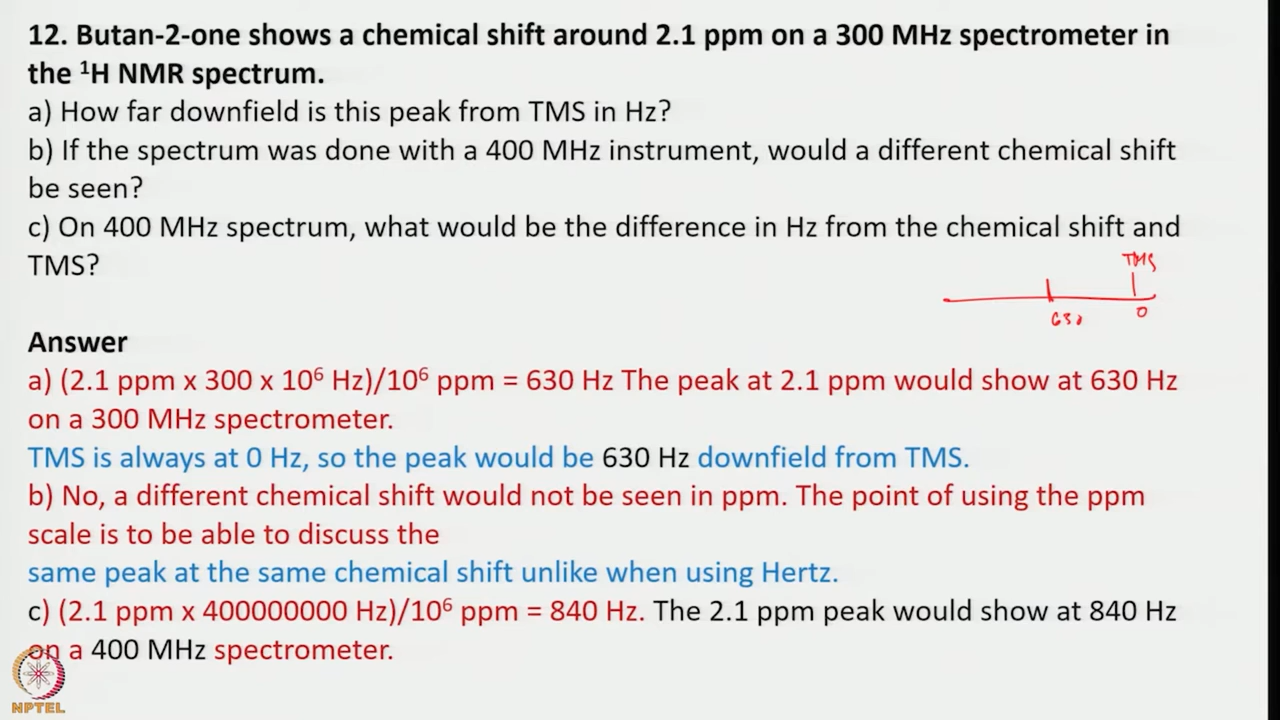 12. Butan-2-one shows a chemical shift around 2.1 ppm on a 300 MHz spectrometer in
the ¹H NMR spectrum.
a) How far downfield is this peak from TMS in Hz?
b) If the spectrum was done with a 400 MHz instrument, would a different chemical shift
be seen?
c) On 400 MHz spectrum, what would be the difference in Hz from the chemical shift and
TMS?
TMS
630 0
Answer
a) (2.1 ppm x 300 x 10⁶ Hz)/10⁶ ppm = 630 Hz The peak at 2.1 ppm would show at 630 Hz
on a 300 MHz spectrometer.
TMS is always at 0 Hz, so the peak would be 630 Hz downfield from TMS.
b) No, a different chemical shift would not be seen in ppm. The point of using the ppm
scale is to be able to discuss the
same peak at the same chemical shift unlike when using Hertz.
c) (2.1 ppm x 400000000 Hz)/10⁶ ppm = 840 Hz. The 2.1 ppm peak would show at 840 Hz
on a 400 MHz spectrometer.
NPTEL